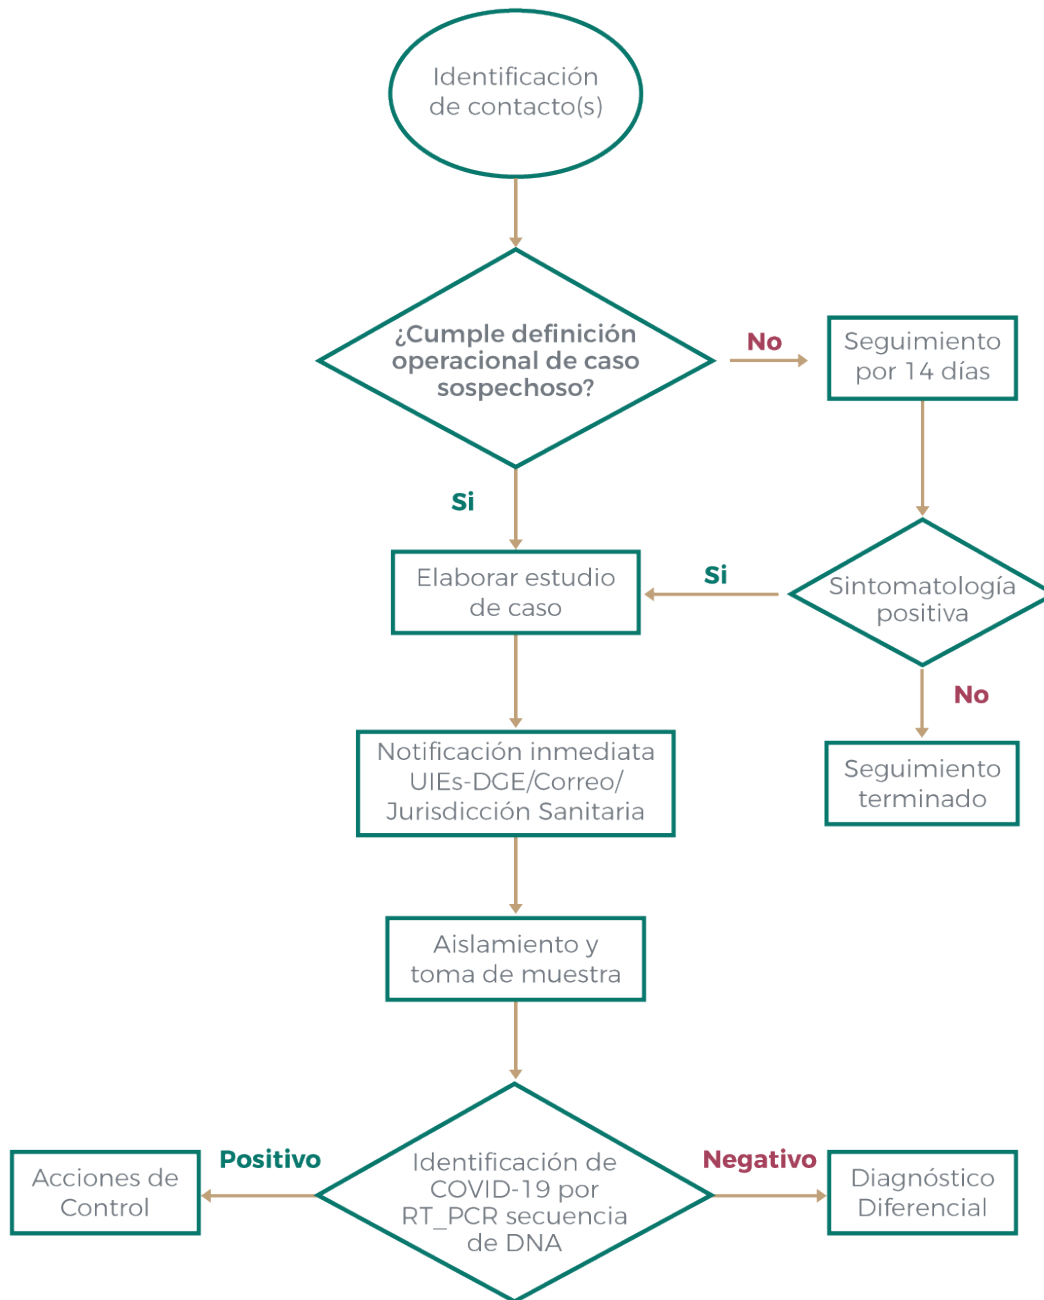 Identificación
de contacto(s)
¿Cumple definición
operacional de caso
sospechoso?
No
Seguimiento
por 14 días
Si
Elaborar estudio
de caso
Si
Sintomatología
positiva
No
Notificación inmediata
UIEs-DGE/Correo/
Jurisdicción Sanitaria
Seguimiento
terminado
Aislamiento y
toma de muestra
Positivo
Negativo
Acciones de
Control
Identificación de
COVID-19 por
RT_PCR secuencia
de DNA
Diagnóstico
Diferencial